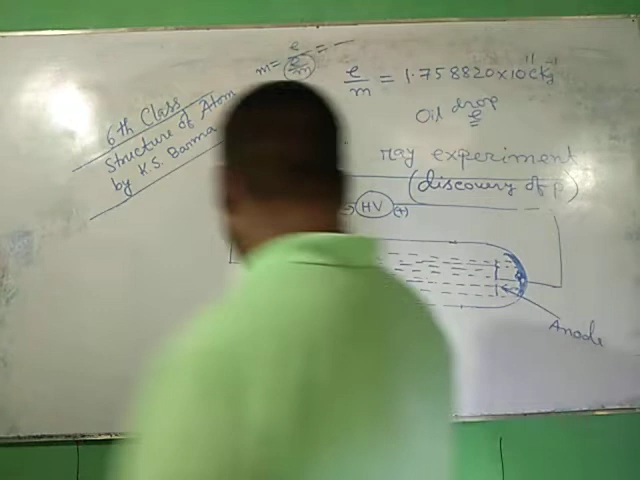 6th Class
Structure of Atom
by K.S. Barma
m = e / e/m = —
e/m = 1.758820×10¹¹ c kg⁻¹
Oil drop
e
ray experiment
(discovery of p)
HV (+)
Anode